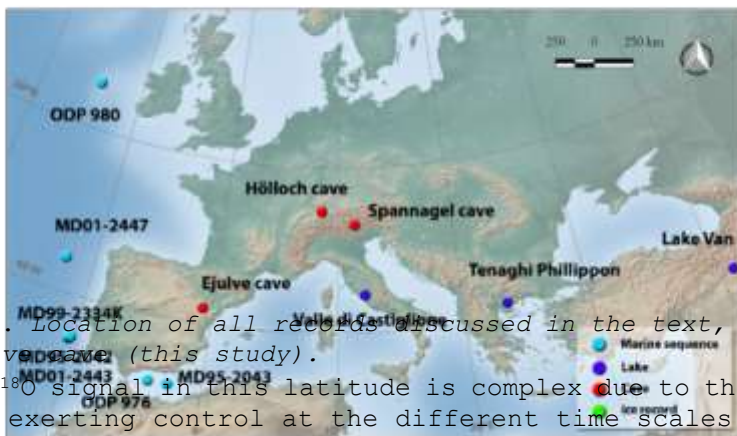 250 0 250 km
ODP 980
Hölloch cave
Spannagel cave
MD01-2447
Lake Van
Tenaghi Phillippon
Ejulve cave
MD99-2334K
Valle di Castiglione
. Location of all records discussed in the text,
Marine sequence
ve cave (this study).
Lake
MD01-2443
MD95-2043
¹⁸O signal in this latitude is complex due to th
ODP 976
Ice record
exerting control at the different time scales